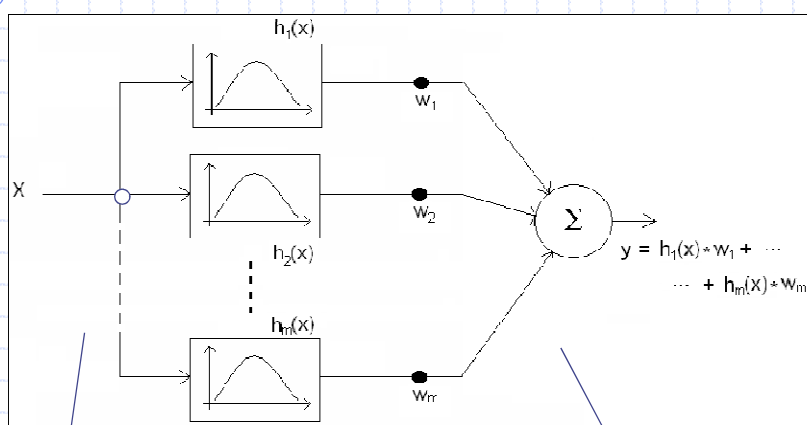 h₁(x)
w₁
X
w₂
Σ
h₂(x)
y = h₁(x)*w₁ + ...
... + hₘ(x)*wₘ
hₘ(x)
wₘ